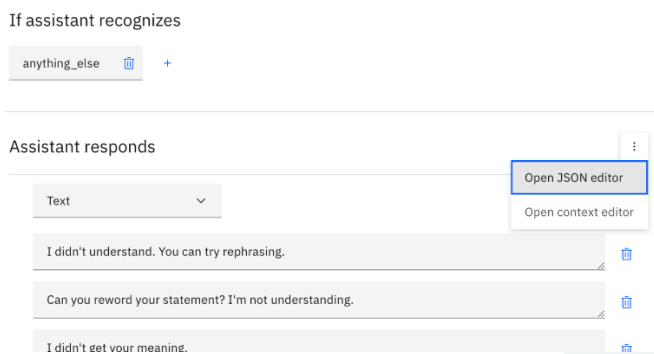 If assistant recognizes
anything_else
Assistant responds
Open JSON editor
Text
Open context editor
I didn't understand. You can try rephrasing.
Can you reword your statement? I'm not understanding.
I didn't get your meaning.